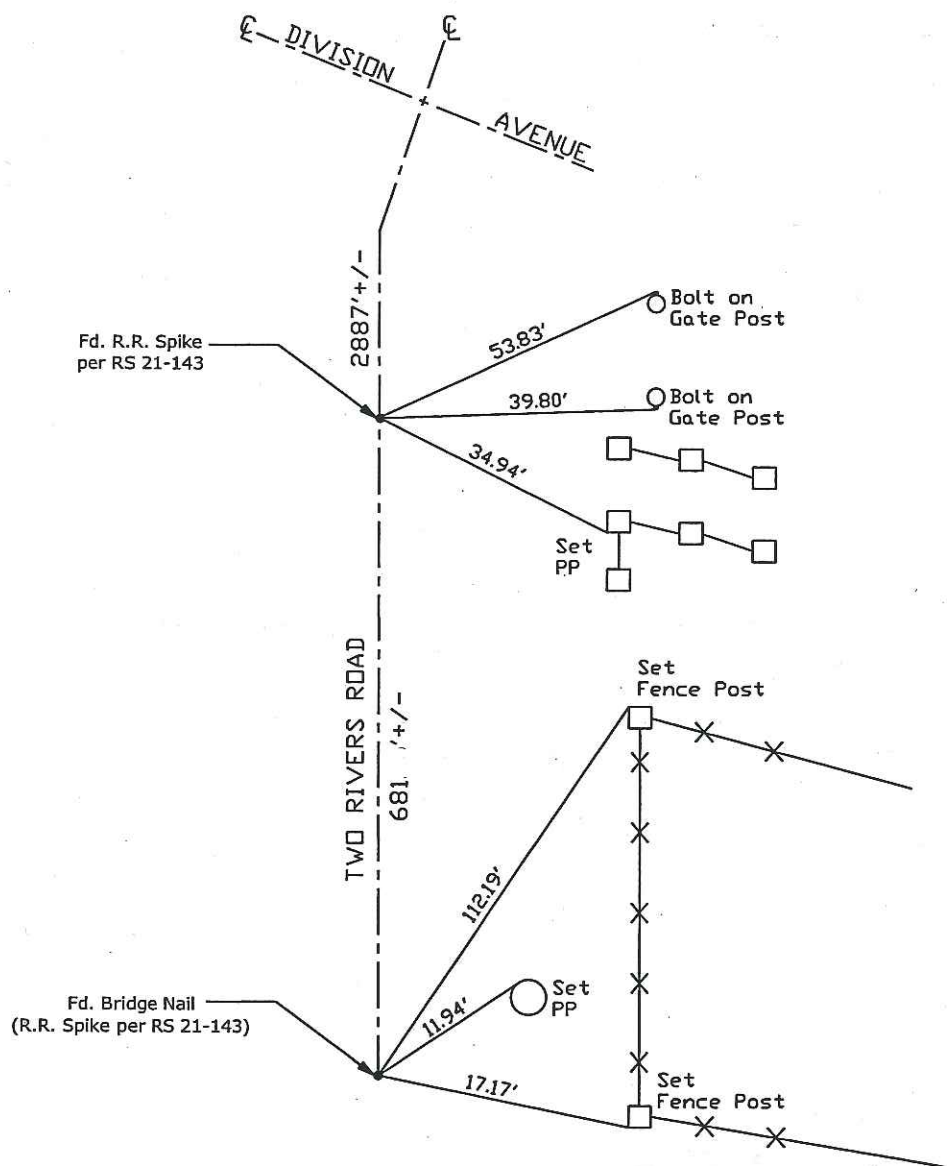 ℄ DIVISION
℄
AVENUE
2887'+/-
Fd. R.R. Spike
per RS 21-143
53.83'
Bolt on
Gate Post
39.80'
Bolt on
Gate Post
34.94'
Set
PP
TWO RIVERS ROAD
681 '+/-
Set
Fence Post
112.19'
11.94'
Set
PP
Fd. Bridge Nail
(R.R. Spike per RS 21-143)
17.17'
Set
Fence Post